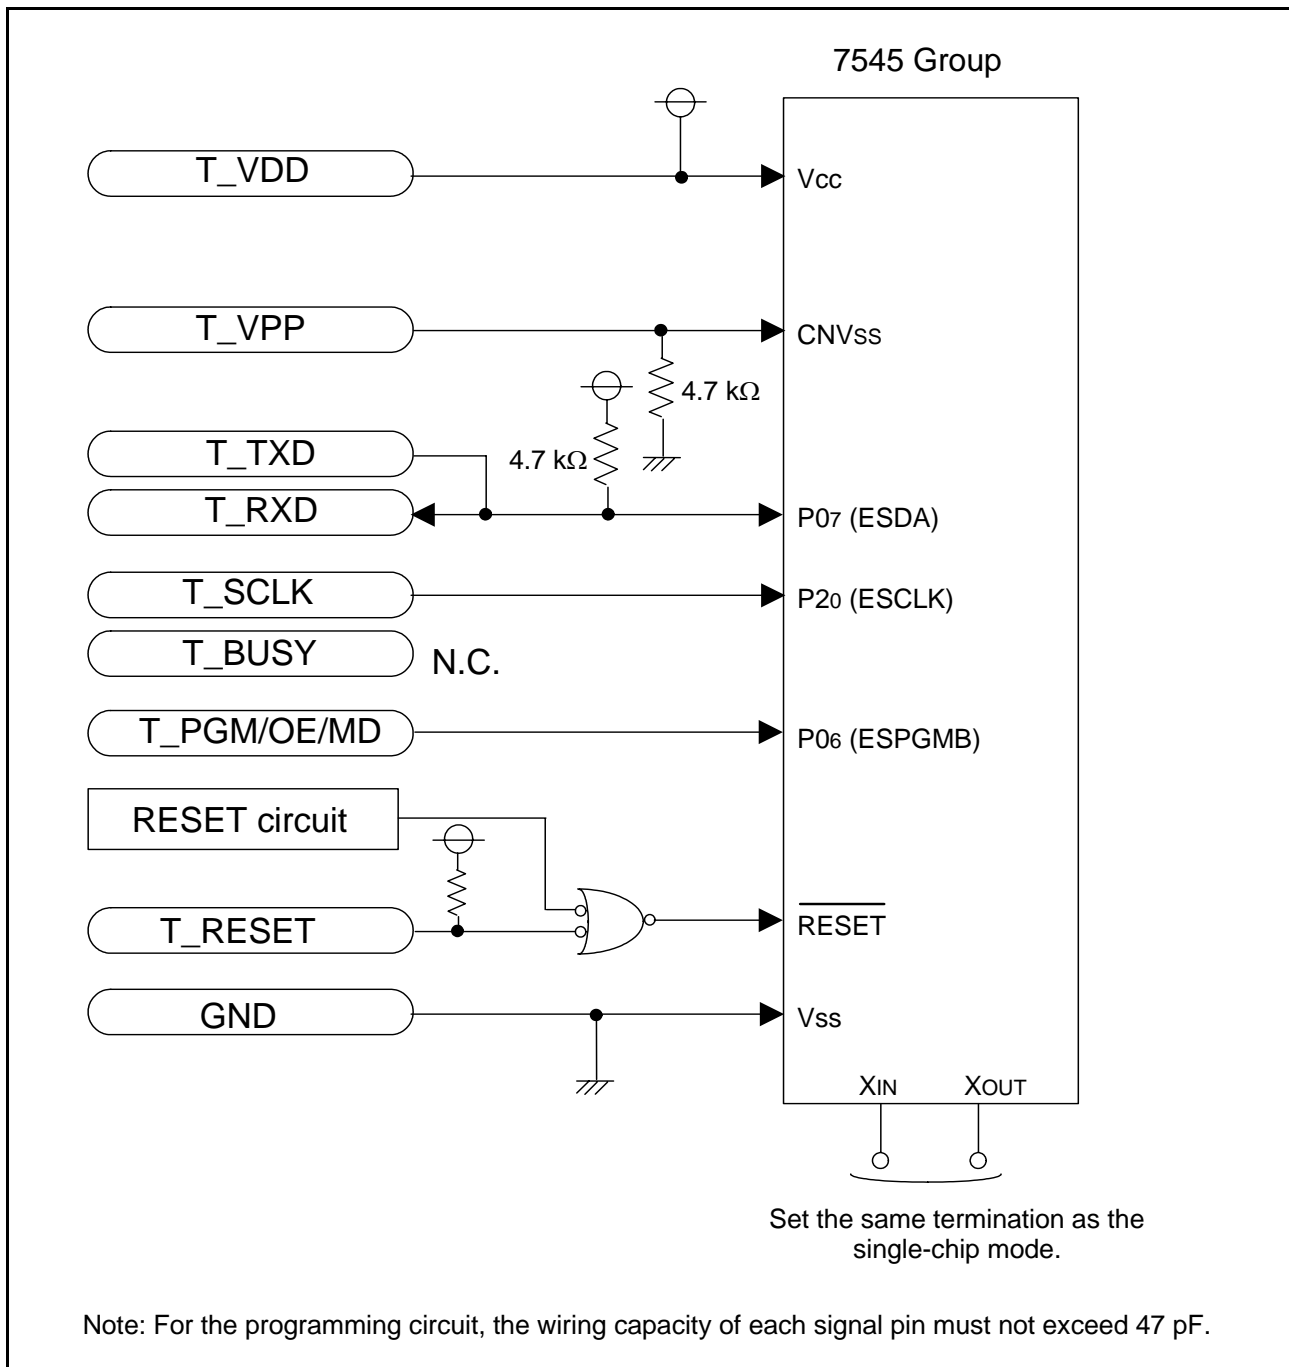 7545 Group
T_VDD
Vcc
T_VPP
CNVss
4.7 kΩ
T_TXD
4.7 kΩ
T_RXD
P07 (ESDA)
T_SCLK
P20 (ESCLK)
T_BUSY
N.C.
T_PGM/OE/MD
P06 (ESPGMB)
RESET circuit
T_RESET
RESET
GND
Vss
XIN
XOUT
Set the same termination as the
single-chip mode.
Note: For the programming circuit, the wiring capacity of each signal pin must not exceed 47 pF.